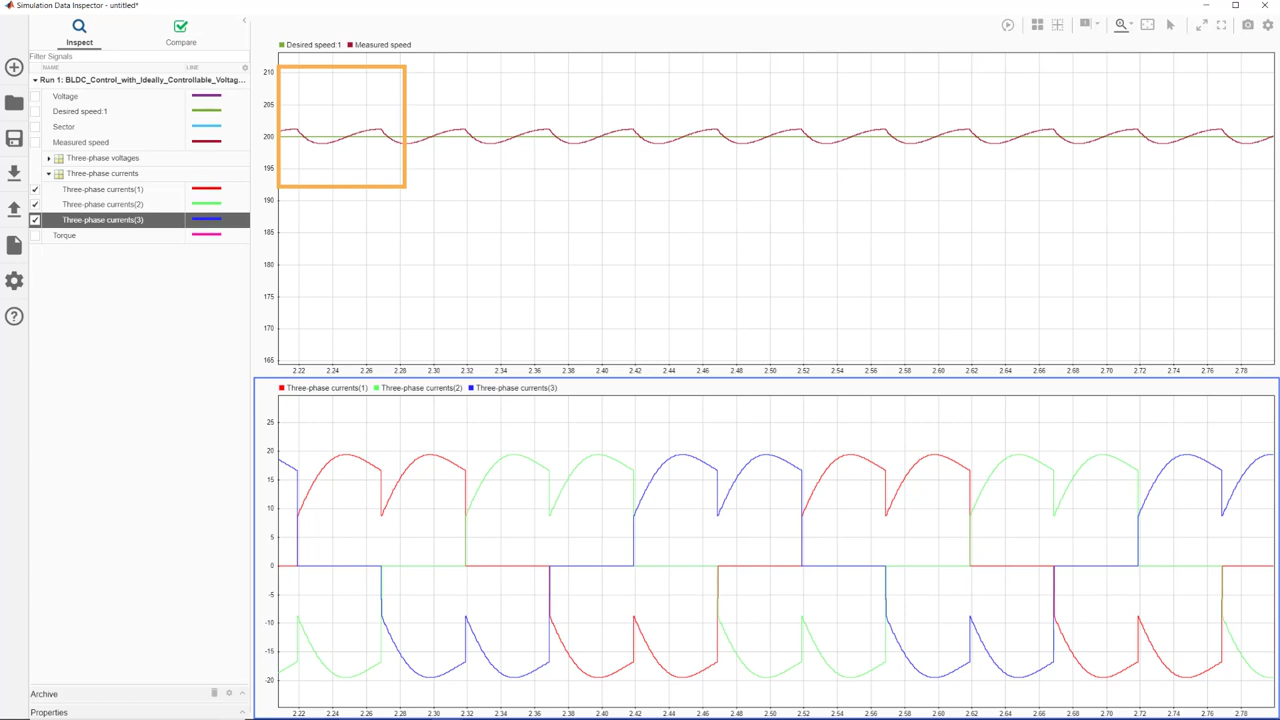 Simulation Data Inspector - untitled*
Inspect
Compare
Filter Signals
NAME LINE
Run 1: BLDC_Control_with_Ideally_Controllable_Voltag...
Voltage
Desired speed:1
Sector
Measured speed
Three-phase voltages
Three-phase currents
Three-phase currents(1)
Three-phase currents(2)
Three-phase currents(3)
Torque
Archive
Properties
Desired speed:1 Measured speed
210
205
200
195
190
185
180
175
170
165
2.22 2.24 2.26 2.28 2.30 2.32 2.34 2.36 2.38 2.40 2.42 2.44 2.46 2.48 2.50 2.52 2.54 2.56 2.58 2.60 2.62 2.64 2.66 2.68 2.70 2.72 2.74 2.76 2.78
Three-phase currents(1) Three-phase currents(2) Three-phase currents(3)
25
20
15
10
5
0
-5
-10
-15
-20
2.22 2.24 2.26 2.28 2.30 2.32 2.34 2.36 2.38 2.40 2.42 2.44 2.46 2.48 2.50 2.52 2.54 2.56 2.58 2.60 2.62 2.64 2.66 2.68 2.70 2.72 2.74 2.76 2.78